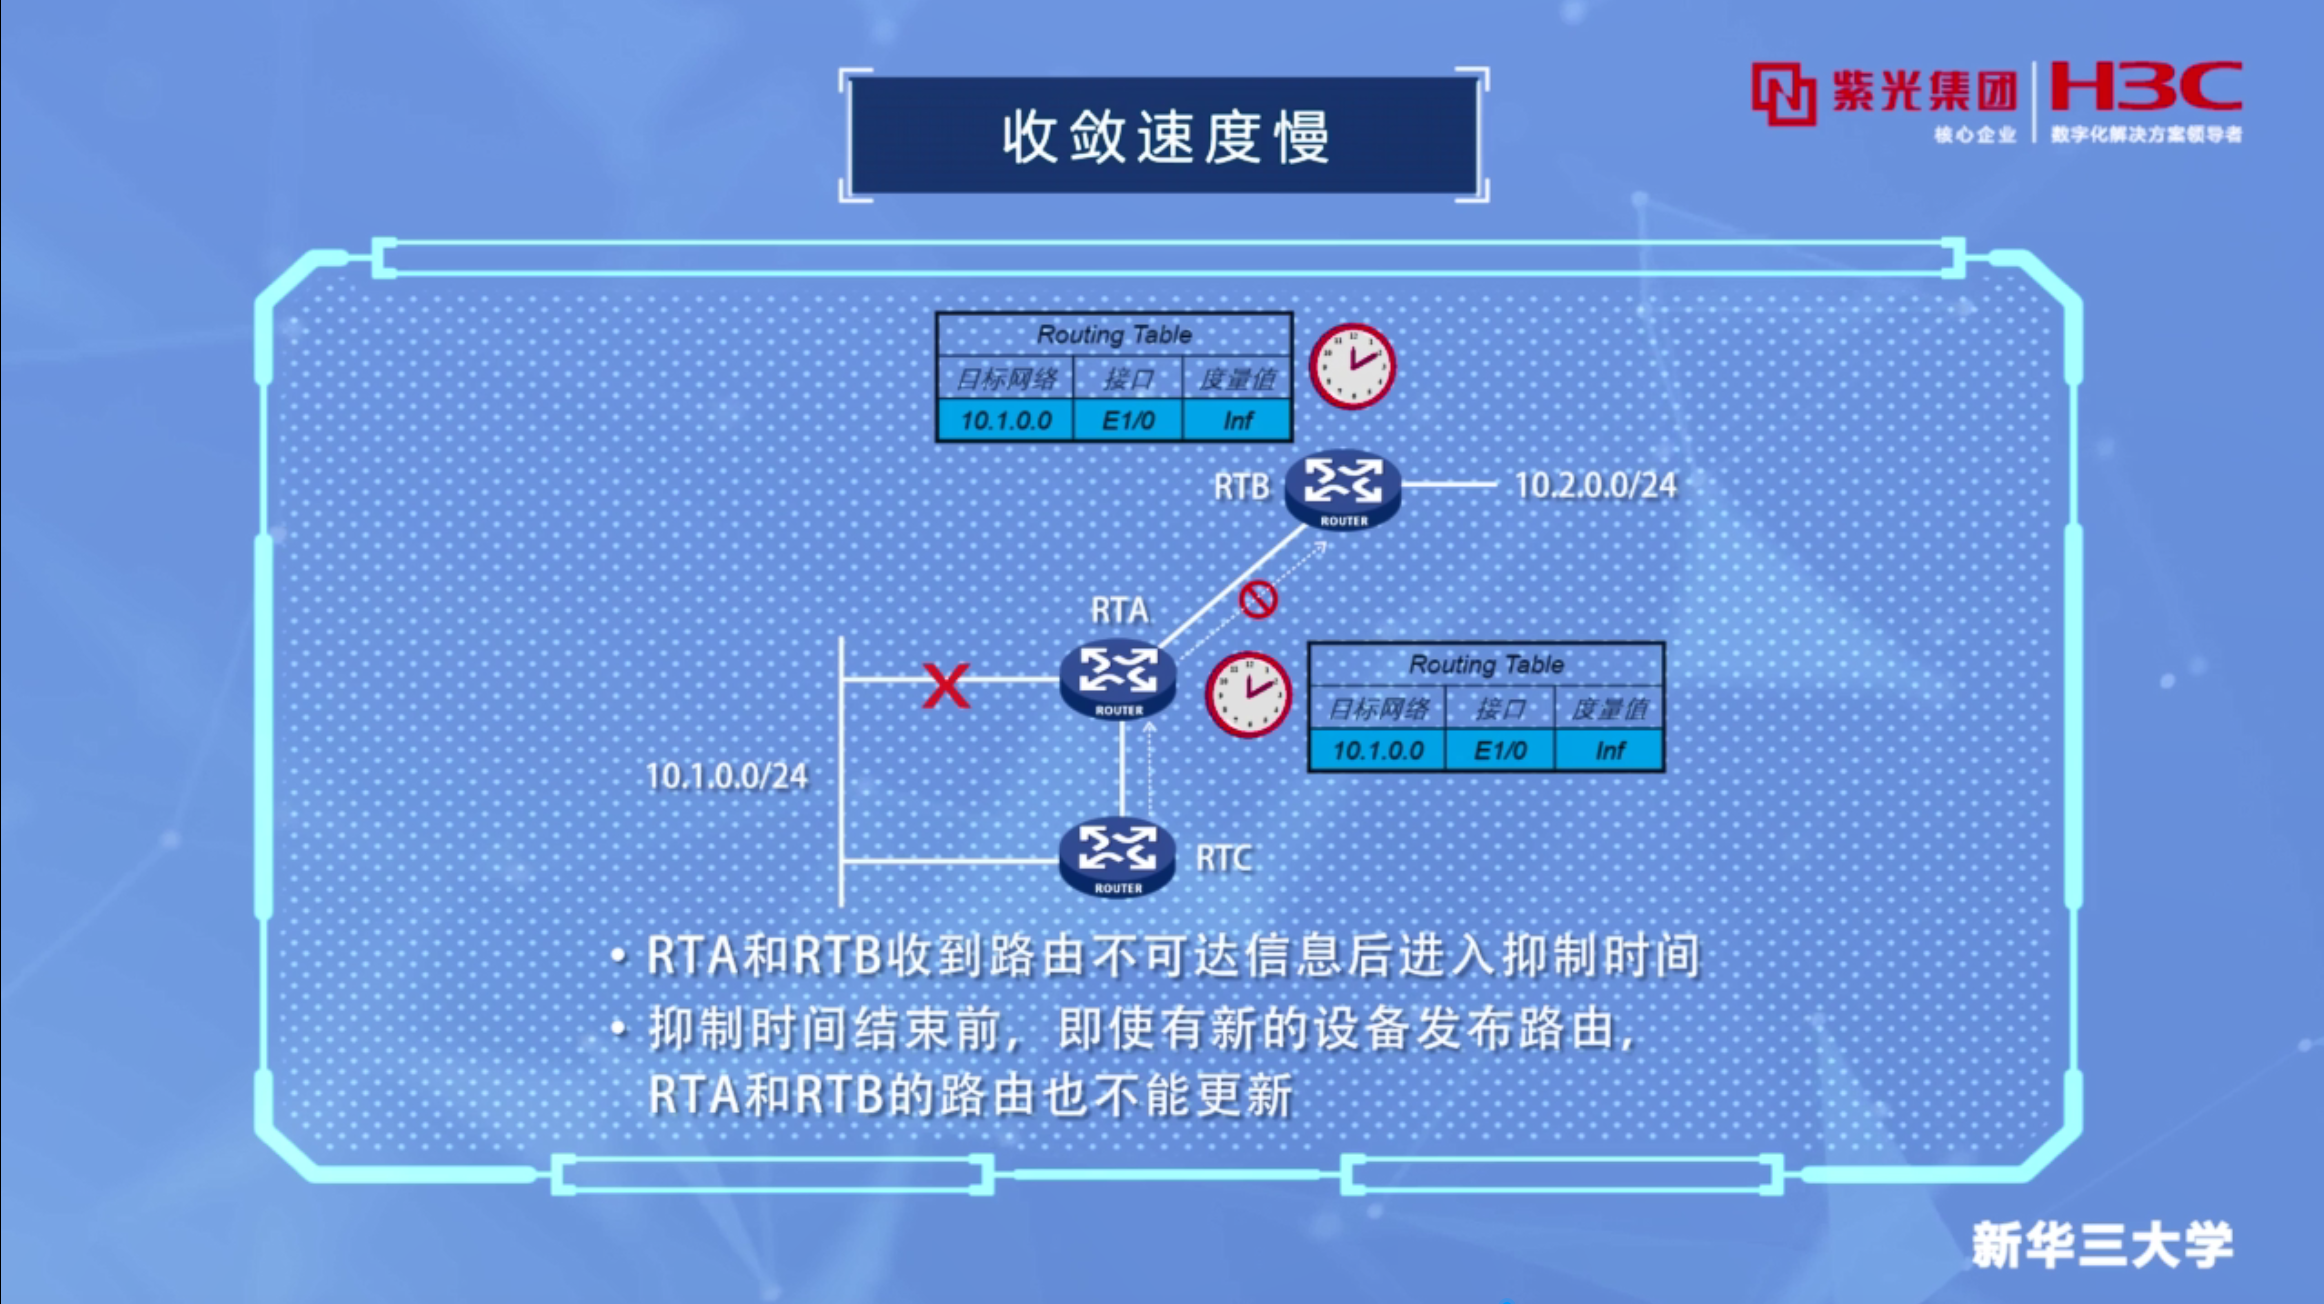 收敛速度慢
紫光集团
核心企业
H3C
数字化解决方案领导者
Routing Table
目标网络 接口 度量值
10.1.0.0 E1/0 Inf
RTB
ROUTER
10.2.0.0/24
RTA
ROUTER
Routing Table
目标网络 接口 度量值
10.1.0.0 E1/0 Inf
10.1.0.0/24
RTC
ROUTER
• RTA和RTB收到路由不可达信息后进入抑制时间
• 抑制时间结束前，即使有新的设备发布路由，
RTA和RTB的路由也不能更新
新华三大学